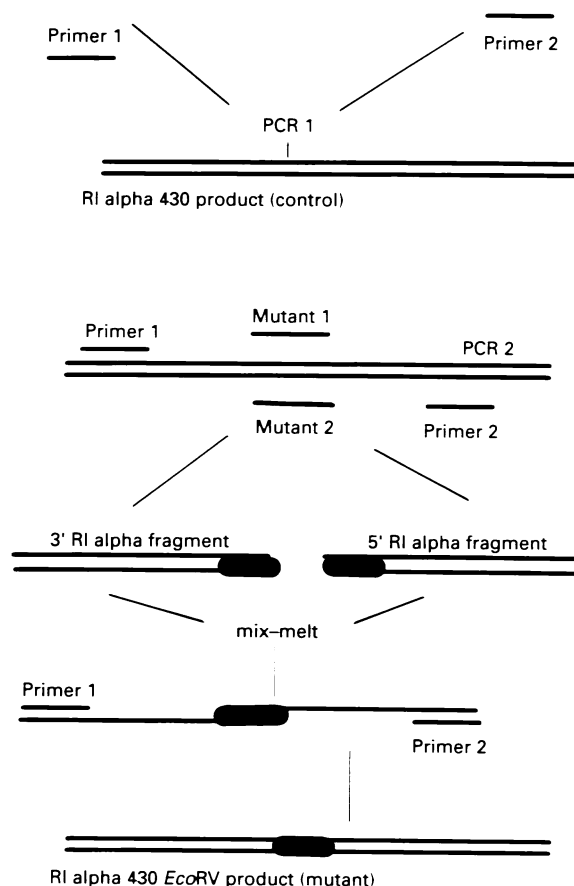 Primer 1
Primer 2
PCR 1
RI alpha 430 product (control)
Mutant 1
Primer 1
PCR 2
Mutant 2
Primer 2
3' RI alpha fragment
5' RI alpha fragment
mix–melt
Primer 1
Primer 2
RI alpha 430 EcoRV product (mutant)